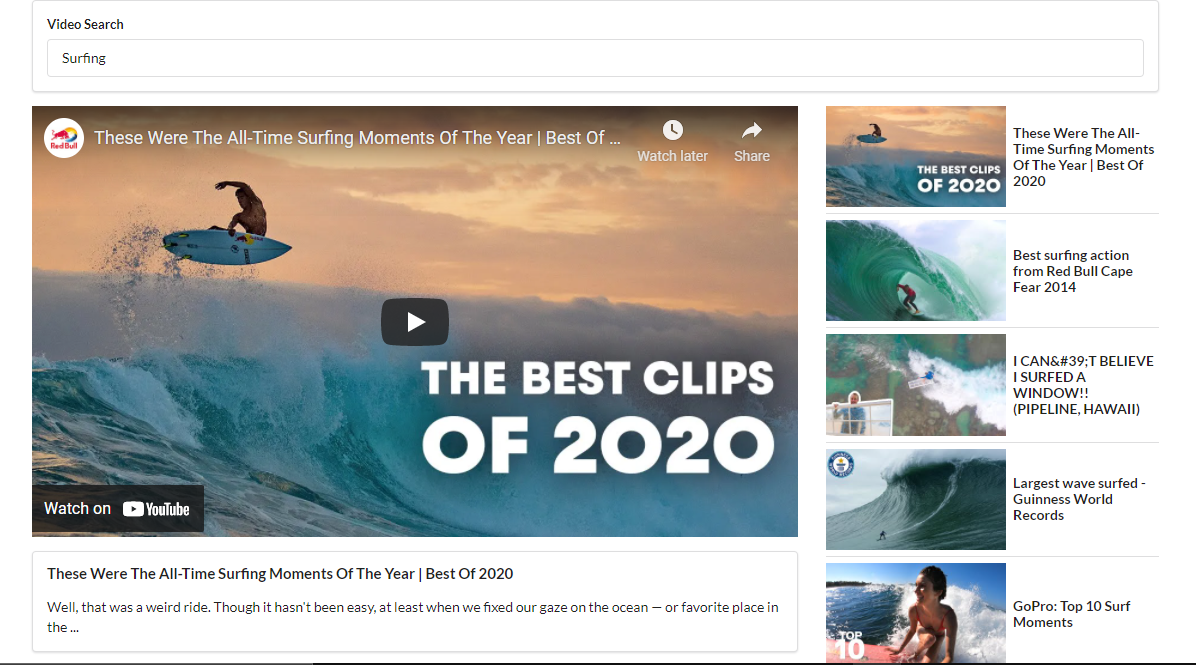 Video Search
Surfing
Red Bull
These Were The All-Time Surfing Moments Of The Year | Best Of ...
Watch later
Share
THE BEST CLIPS
OF 2020
Watch on YouTube
These Were The All-Time Surfing Moments Of The Year | Best Of 2020
Well, that was a weird ride. Though it hasn't been easy, at least when we fixed our gaze on the ocean — or favorite place in
the ...
THE BEST CLIPS
OF 2020
These Were The All-
Time Surfing Moments
Of The Year | Best Of
2020
Best surfing action
from Red Bull Cape
Fear 2014
I CAN&#39;T BELIEVE
I SURFED A
WINDOW!!
(PIPELINE, HAWAII)
Largest wave surfed -
Guinness World
Records
TOP
10
GoPro: Top 10 Surf
Moments